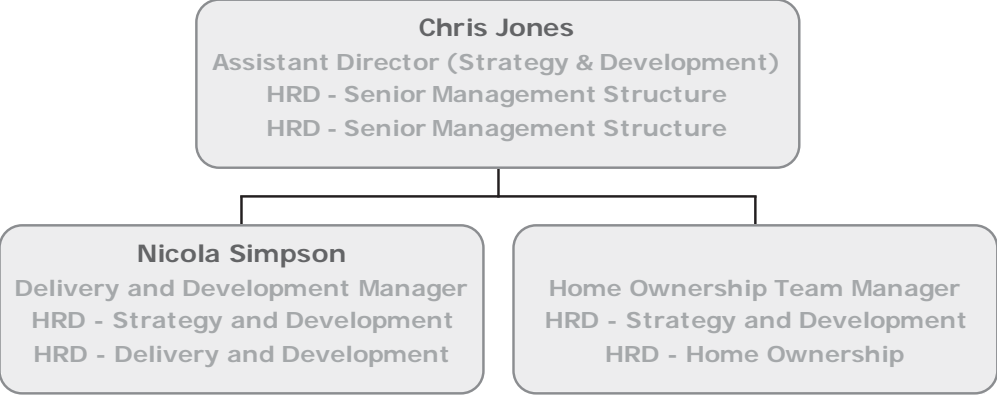 Chris Jones
Assistant Director (Strategy & Development)
HRD - Senior Management Structure
HRD - Senior Management Structure
Nicola Simpson
Delivery and Development Manager
HRD - Strategy and Development
HRD - Delivery and Development
Home Ownership Team Manager
HRD - Strategy and Development
HRD - Home Ownership